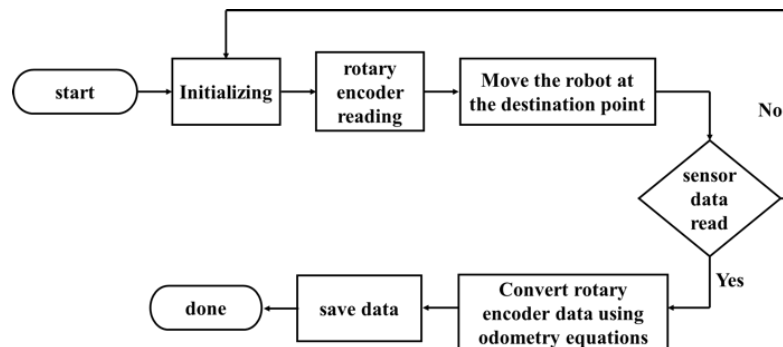 start
Initializing
rotary
encoder
reading
Move the robot at
the destination point
No
sensor
data
read
Yes
Convert rotary
encoder data using
odometry equations
save data
done